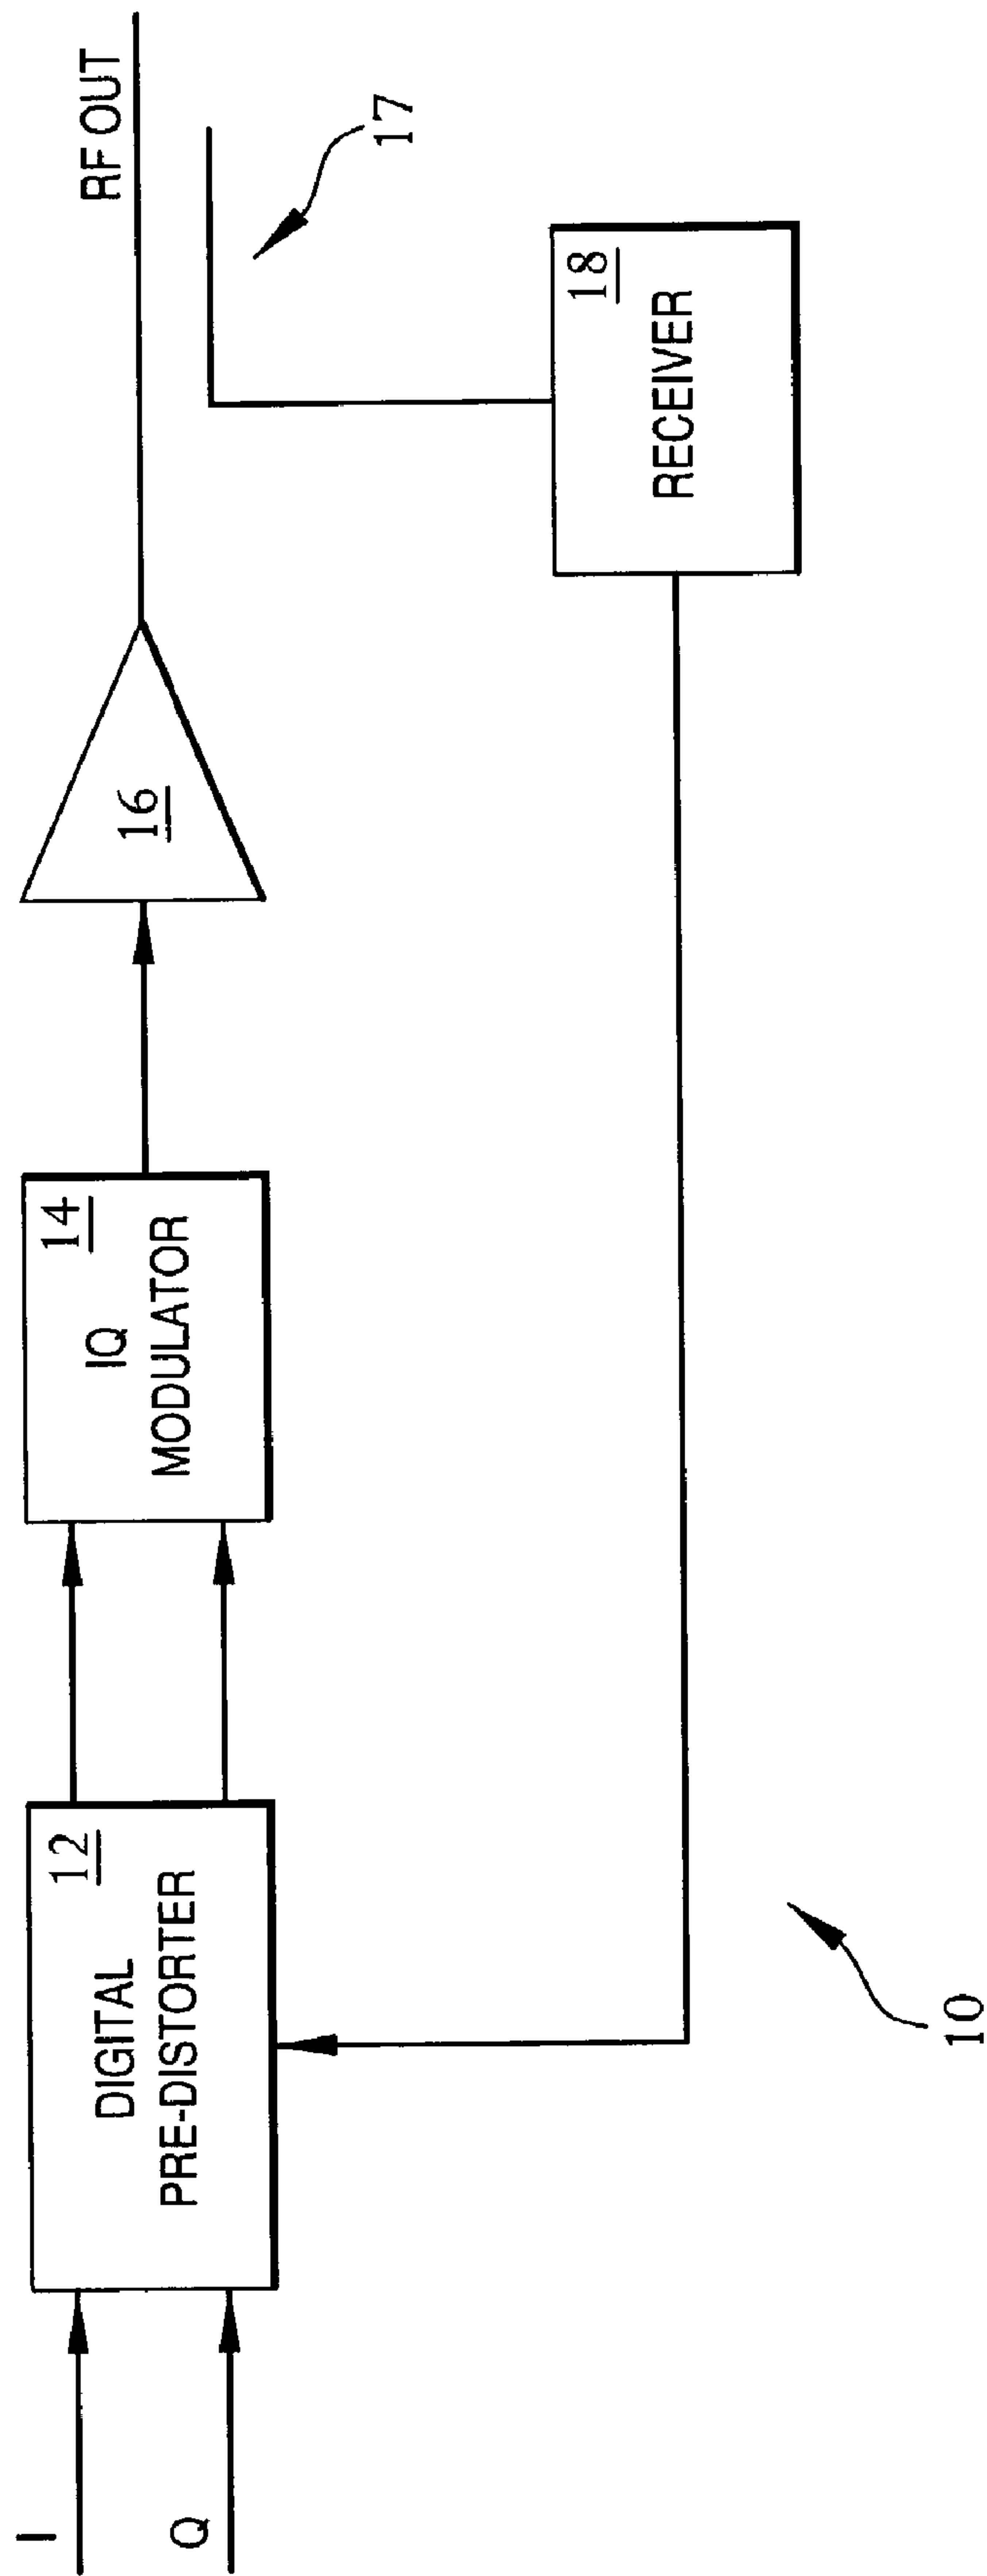 I
Q
12
DIGITAL
PRE-DISTORTER
14
IQ
MODULATOR
16
RF OUT
17
18
RECEIVER
10